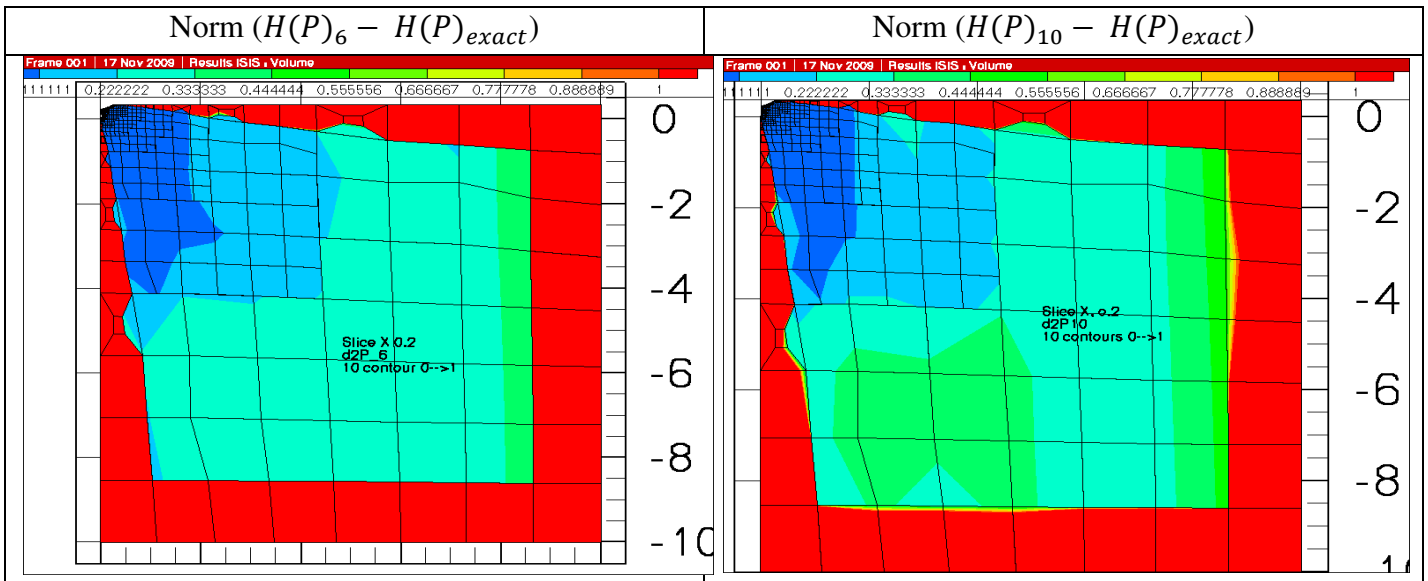 Norm (H(P)6 − H(P)exact)
Norm (H(P)10 − H(P)exact)
Frame 001 | 17 Nov 2009 | Results ISIS, Volume
111111 0.222222 0.333333 0.444444 0.555556 0.666667 0.777778 0.888889 1
0
-2
-4
Slice X 0.2
d2P_6
10 contour 0-->1
-6
-8
-10
Frame 001 | 17 Nov 2009 | Results ISIS, Volume
111111 0.222222 0.333333 0.444444 0.555556 0.666667 0.777778 0.888889 1
0
-2
-4
Slice X, 0.2
d2P10
10 contours 0-->1
-6
-8